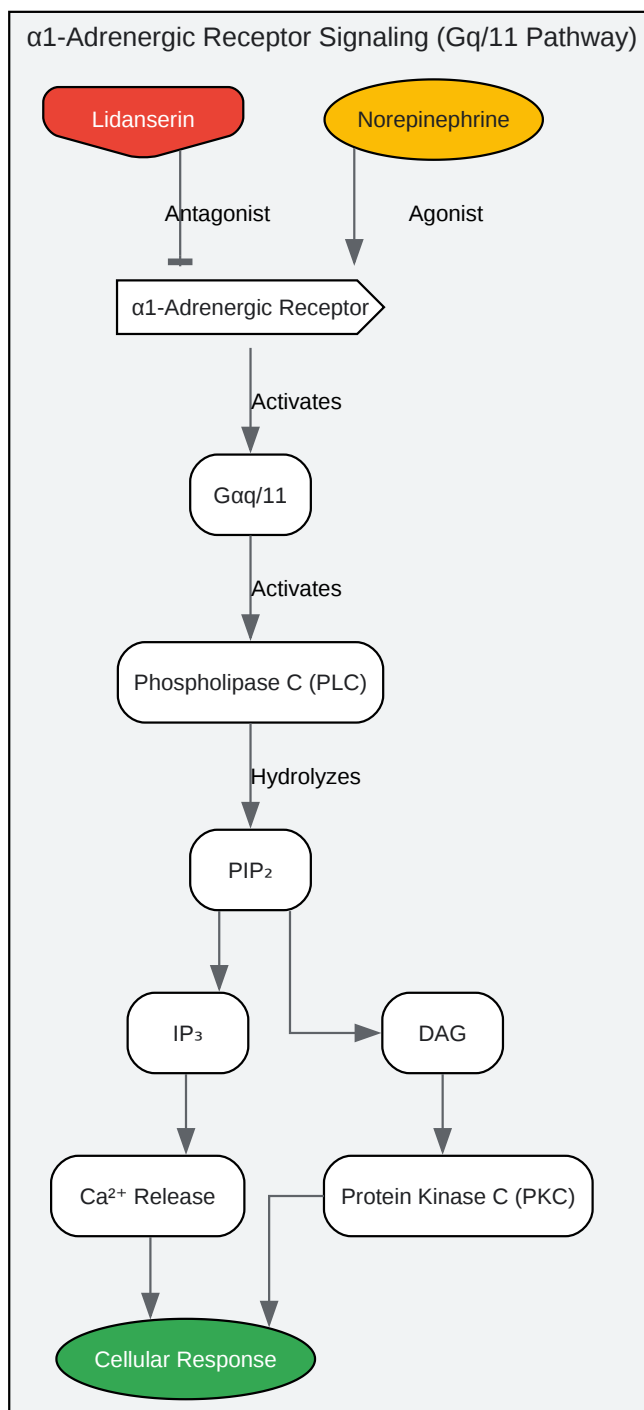 α1-Adrenergic Receptor Signaling (Gq/11 Pathway)
Lidanserin
Norepinephrine
Antagonist
Agonist
α1-Adrenergic Receptor
Activates
Gαq/11
Activates
Phospholipase C (PLC)
Hydrolyzes
PIP₂
IP₃
DAG
Ca²⁺ Release
Protein Kinase C (PKC)
Cellular Response